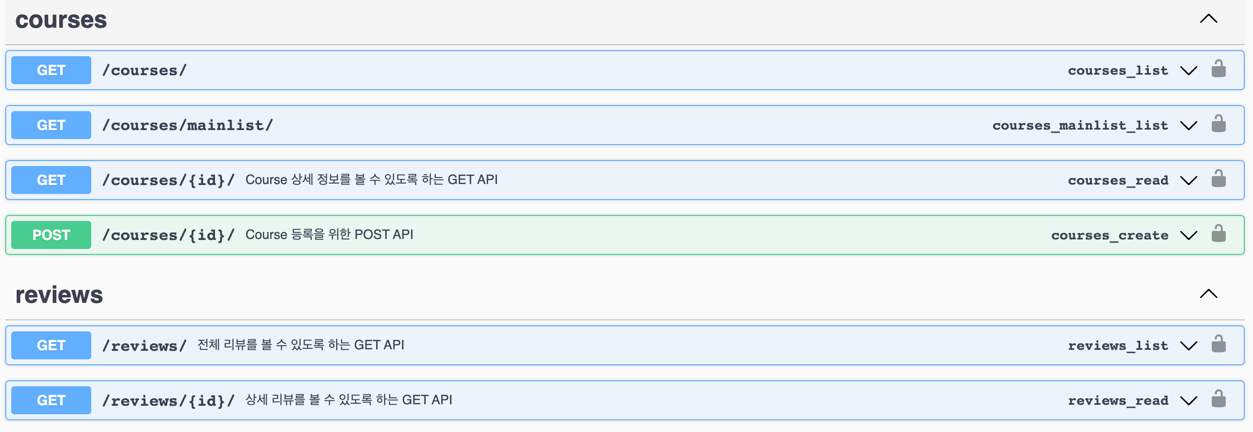 courses
GET /courses/ courses_list
GET /courses/mainlist/ courses_mainlist_list
GET /courses/{id}/ Course 상세 정보를 볼 수 있도록 하는 GET API courses_read
POST /courses/{id}/ Course 등록을 위한 POST API courses_create
reviews
GET /reviews/ 전체 리뷰를 볼 수 있도록 하는 GET API reviews_list
GET /reviews/{id}/ 상세 리뷰를 볼 수 있도록 하는 GET API reviews_read